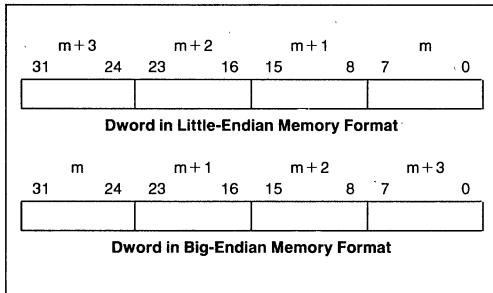 m+3 m+2 m+1 m
31 24 23 16 15 8 7 0
Dword in Little-Endian Memory Format
m m+1 m+2 m+3
31 24 23 16 15 8 7 0
Dword in Big-Endian Memory Format